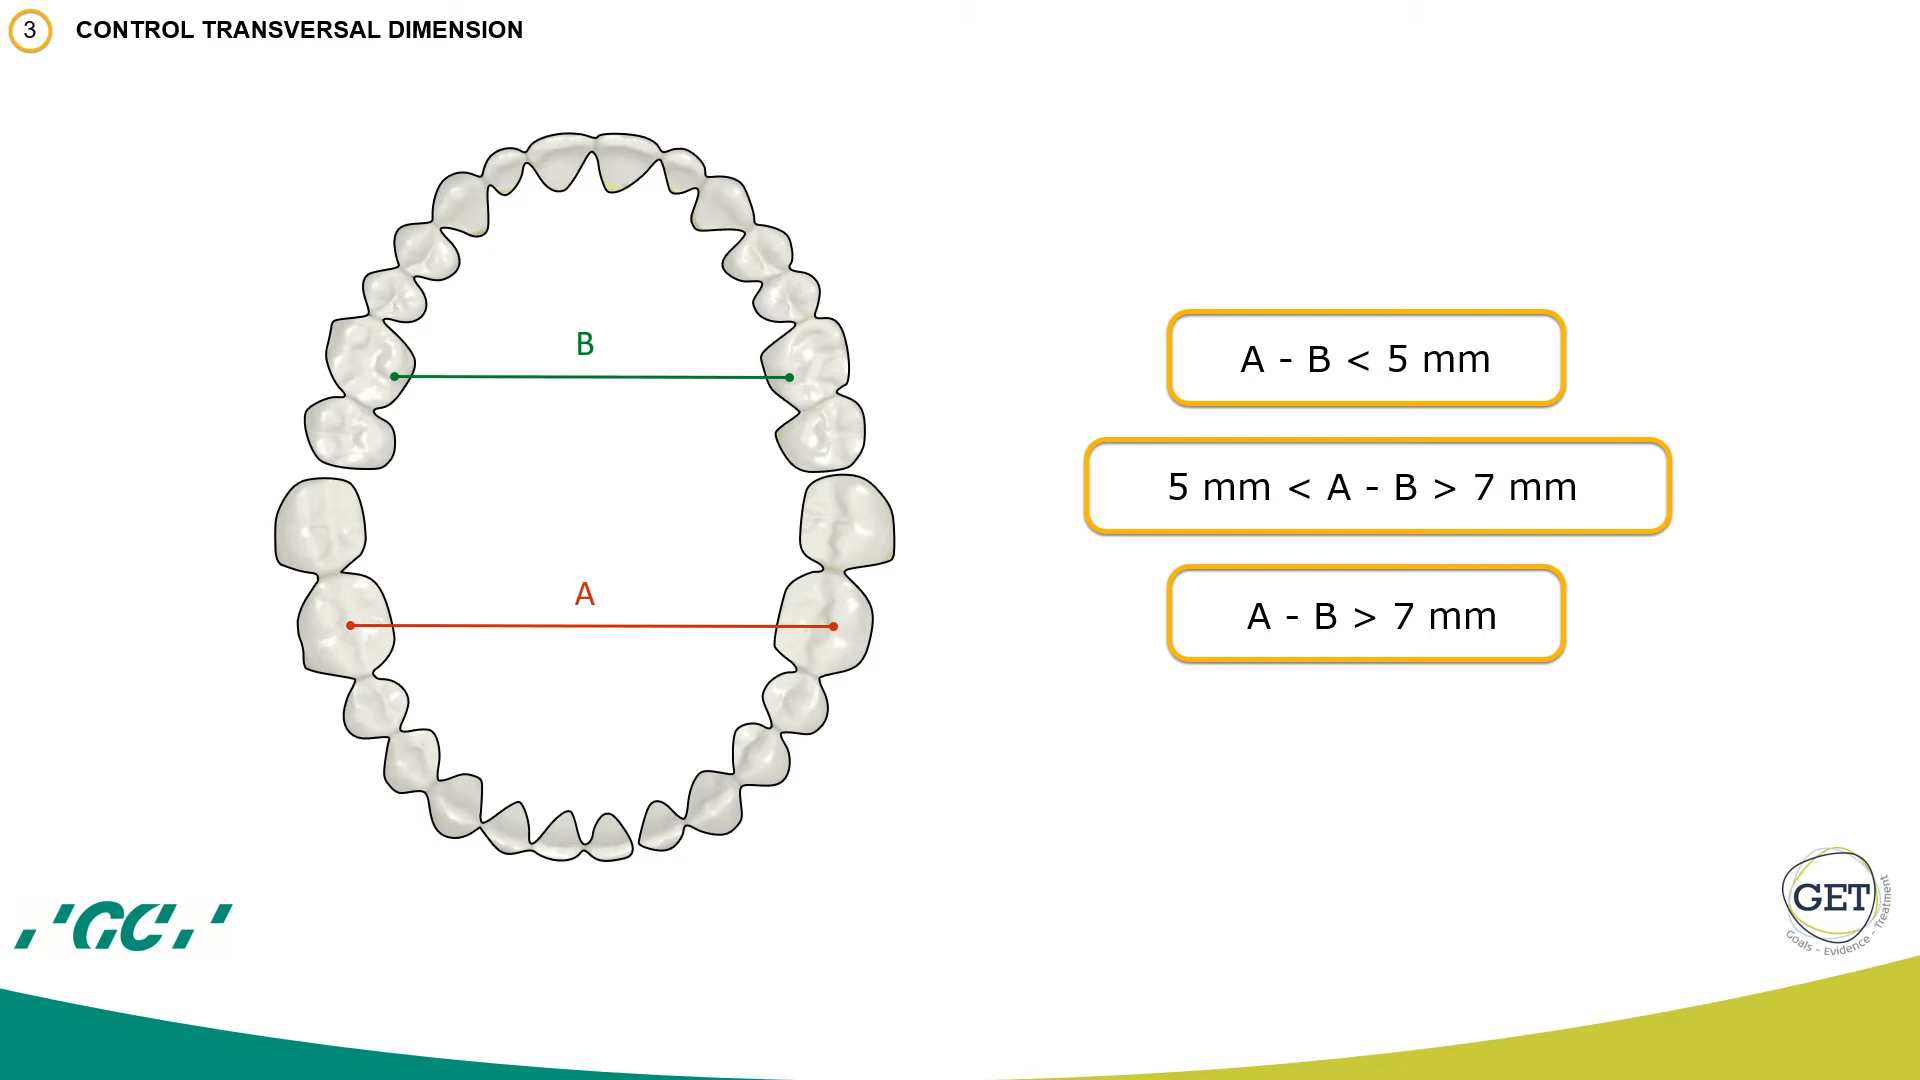 3 CONTROL TRANSVERSAL DIMENSION
B
A
A - B < 5 mm
5 mm < A - B > 7 mm
A - B > 7 mm
GC
GET
Goals - Evidence - Treatment